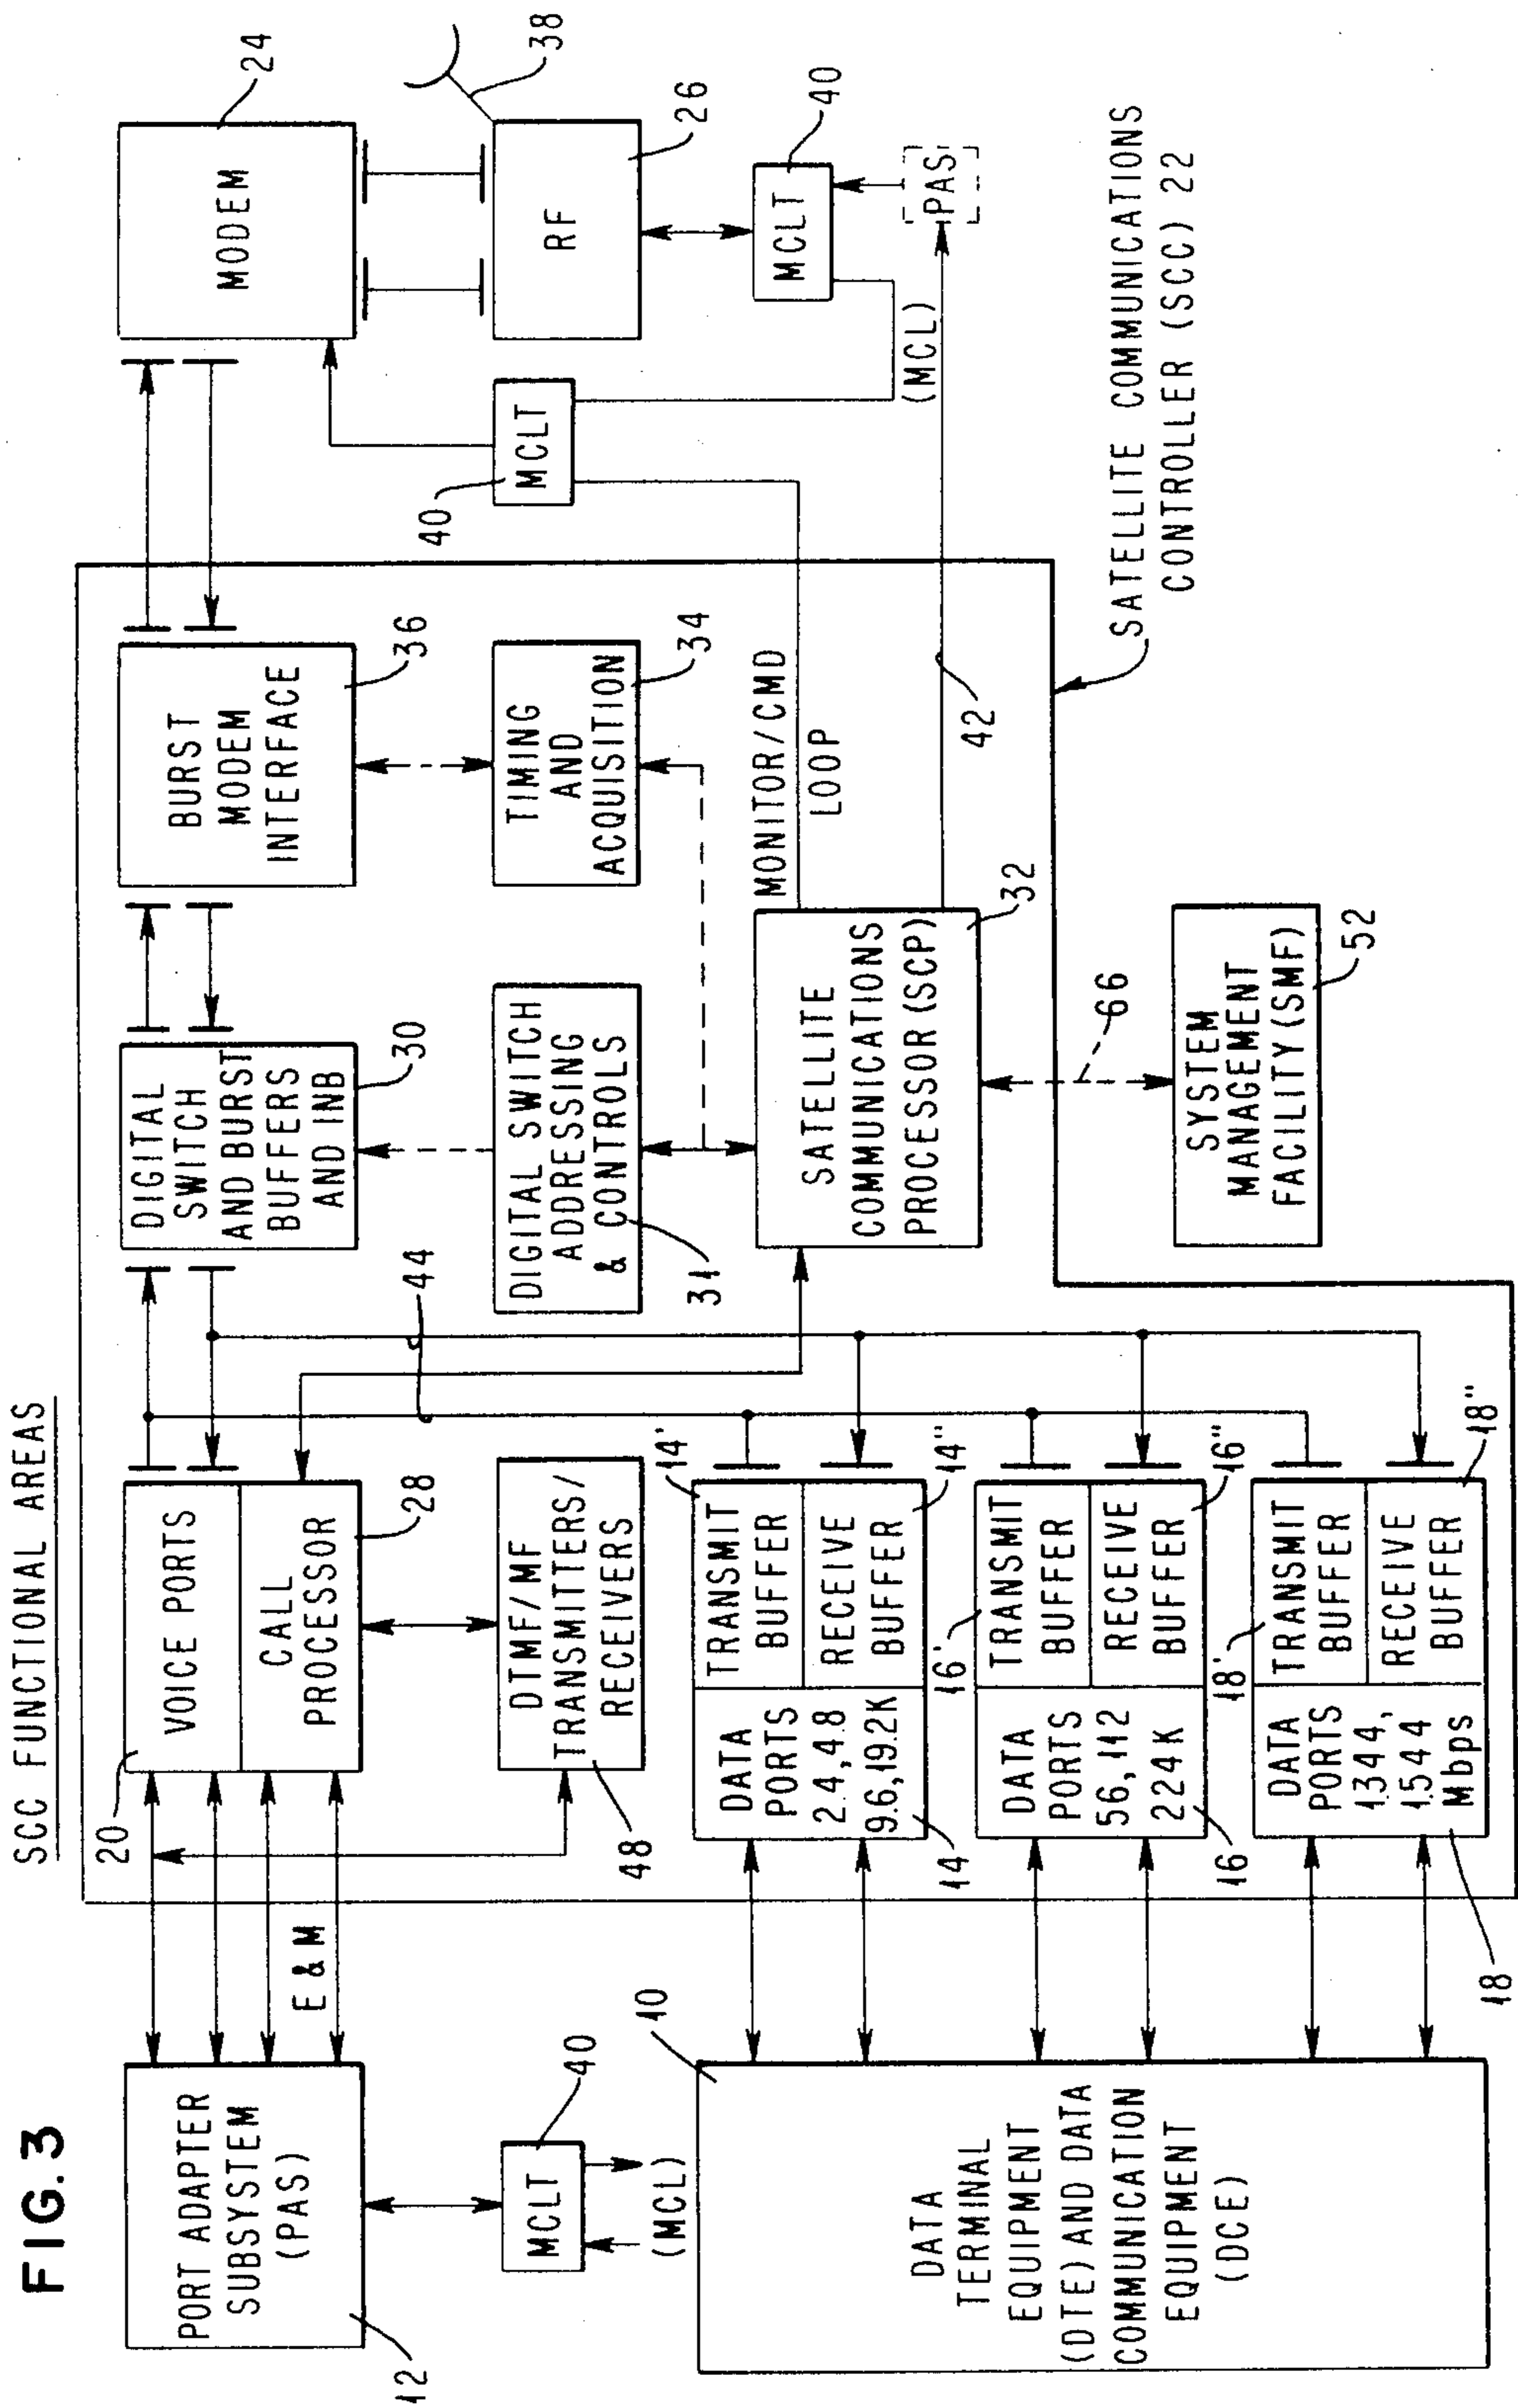 FIG.3
SCC FUNCTIONAL AREAS
PORT ADAPTER
SUBSYSTEM
(PAS)
12
E & M
MCLT
40
(MCL)
10
DATA
TERMINAL
EQUIPMENT
(DTE) AND DATA
COMMUNICATION
EQUIPMENT
(DCE)
20
VOICE PORTS
CALL
PROCESSOR
28
DTMF/MF
TRANSMITTERS/
RECEIVERS
48
DATA
PORTS
2.4,4.8
9.6,19.2K
14
TRANSMIT
BUFFER
14'
RECEIVE
BUFFER
14"
DATA
PORTS
56,112
224K
16
TRANSMIT
BUFFER
16'
RECEIVE
BUFFER
16"
DATA
PORTS
1.344,
1.544
Mbps
18
TRANSMIT
BUFFER
18'
RECEIVE
BUFFER
18"
44
DIGITAL
SWITCH
AND BURST
BUFFERS
AND INB
30
DIGITAL SWITCH
ADDRESSING
& CONTROLS
31
SATELLITE
COMMUNICATIONS
PROCESSOR (SCP)
32
66
SYSTEM
MANAGEMENT
FACILITY(SMF)
52
BURST
MODEM
INTERFACE
36
TIMING
AND
ACQUISITION
34
MONITOR/CMD
LOOP
42
SATELLITE COMMUNICATIONS
CONTROLLER (SCC) 22
MODEM
24
RF
26
38
MCLT
40
MCLT
40
(MCL)
PAS